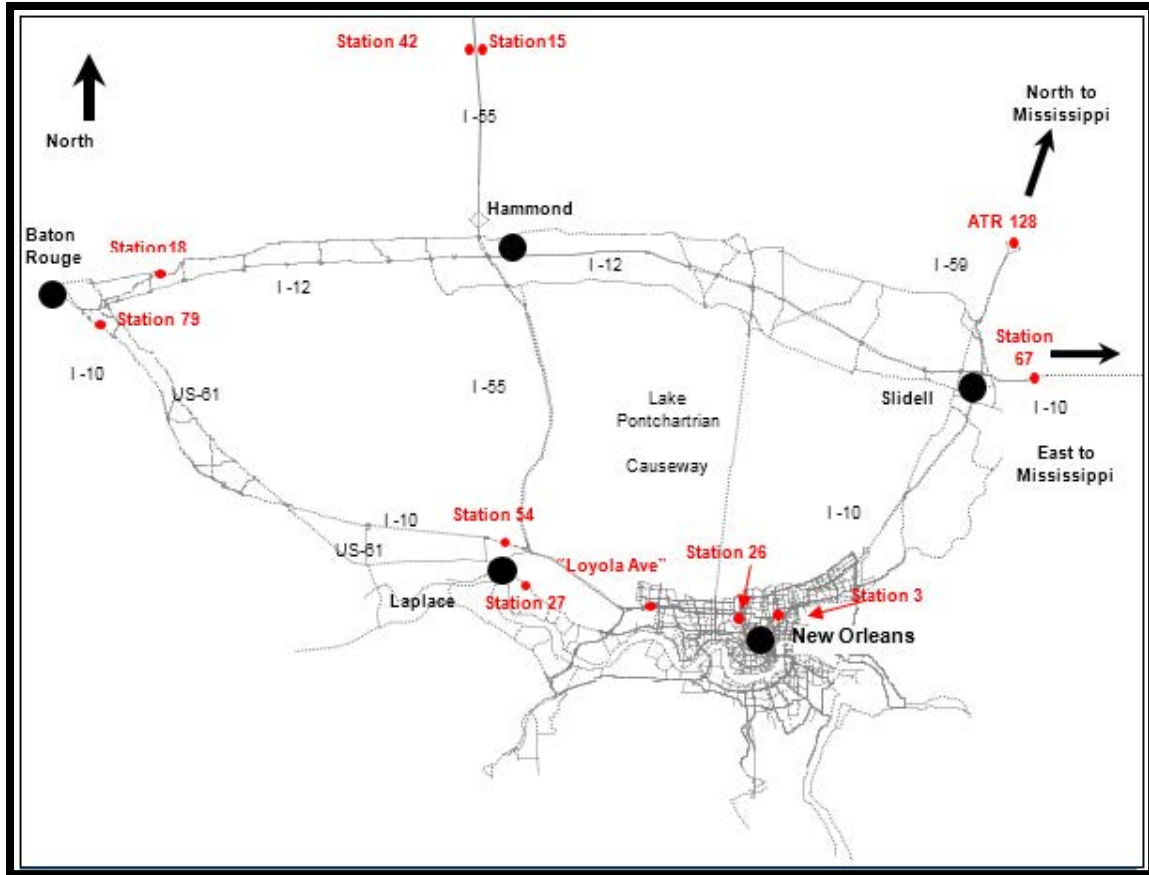 Station 42
Station15
I -55
North to
Mississippi
North
Hammond
ATR 128
Baton
Rouge
Station18
I -12
I -12
I -59
Station 79
Station
67
I -10
US-61
I -55
Lake
Pontchartrian
Causeway
Slidell
I -10
East to
Mississippi
Station 54
I -10
I -10
US-61
"Loyola Ave"
Station 26
Laplace
Station 27
Station 3
New Orleans